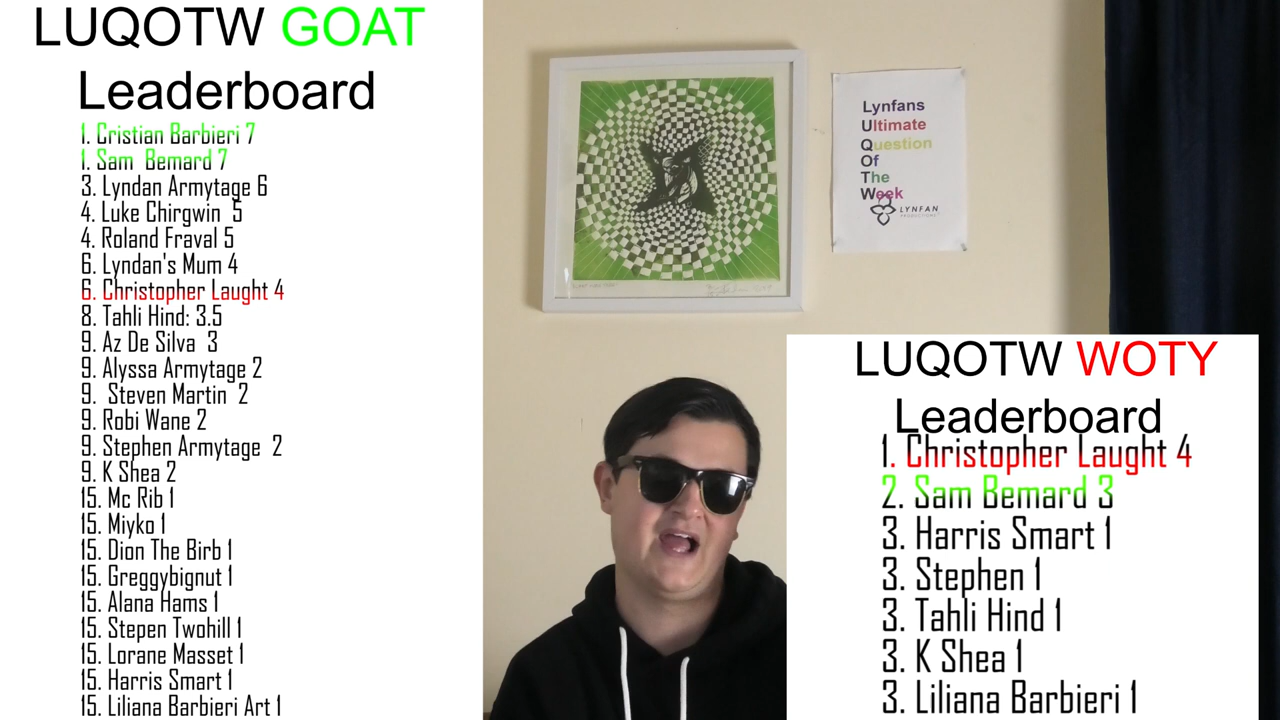 LUQOTW GOAT
Leaderboard
1. Cristian Barbieri 7
1. Sam Bemard 7
3. Lyndan Armytage 6
4. Luke Chirgwin 5
4. Roland Fraval 5
6. Lyndan's Mum 4
6. Christopher Laught 4
8. Tahli Hind: 3.5
9. Az De Silva 3
9. Alyssa Armytage 2
9. Steven Martin 2
9. Robi Wane 2
9. Stephen Armytage 2
9. K Shea 2
15. Mc Rib 1
15. Miyko 1
15. Dion The Birb 1
15. Greggybignut 1
15. Alana Hams 1
15. Stepen Twohill 1
15. Lorane Masset 1
15. Harris Smart 1
15. Liliana Barbieri Art 1
Lynfans
Ultimate
Question
Of
The
Week
LYNFAN
PRODUCTIONS
LUQOTW WOTY
Leaderboard
1. Christopher Laught 4
2. Sam Bemard 3
3. Harris Smart 1
3. Stephen 1
3. Tahli Hind 1
3. K Shea 1
3. Liliana Barbieri 1